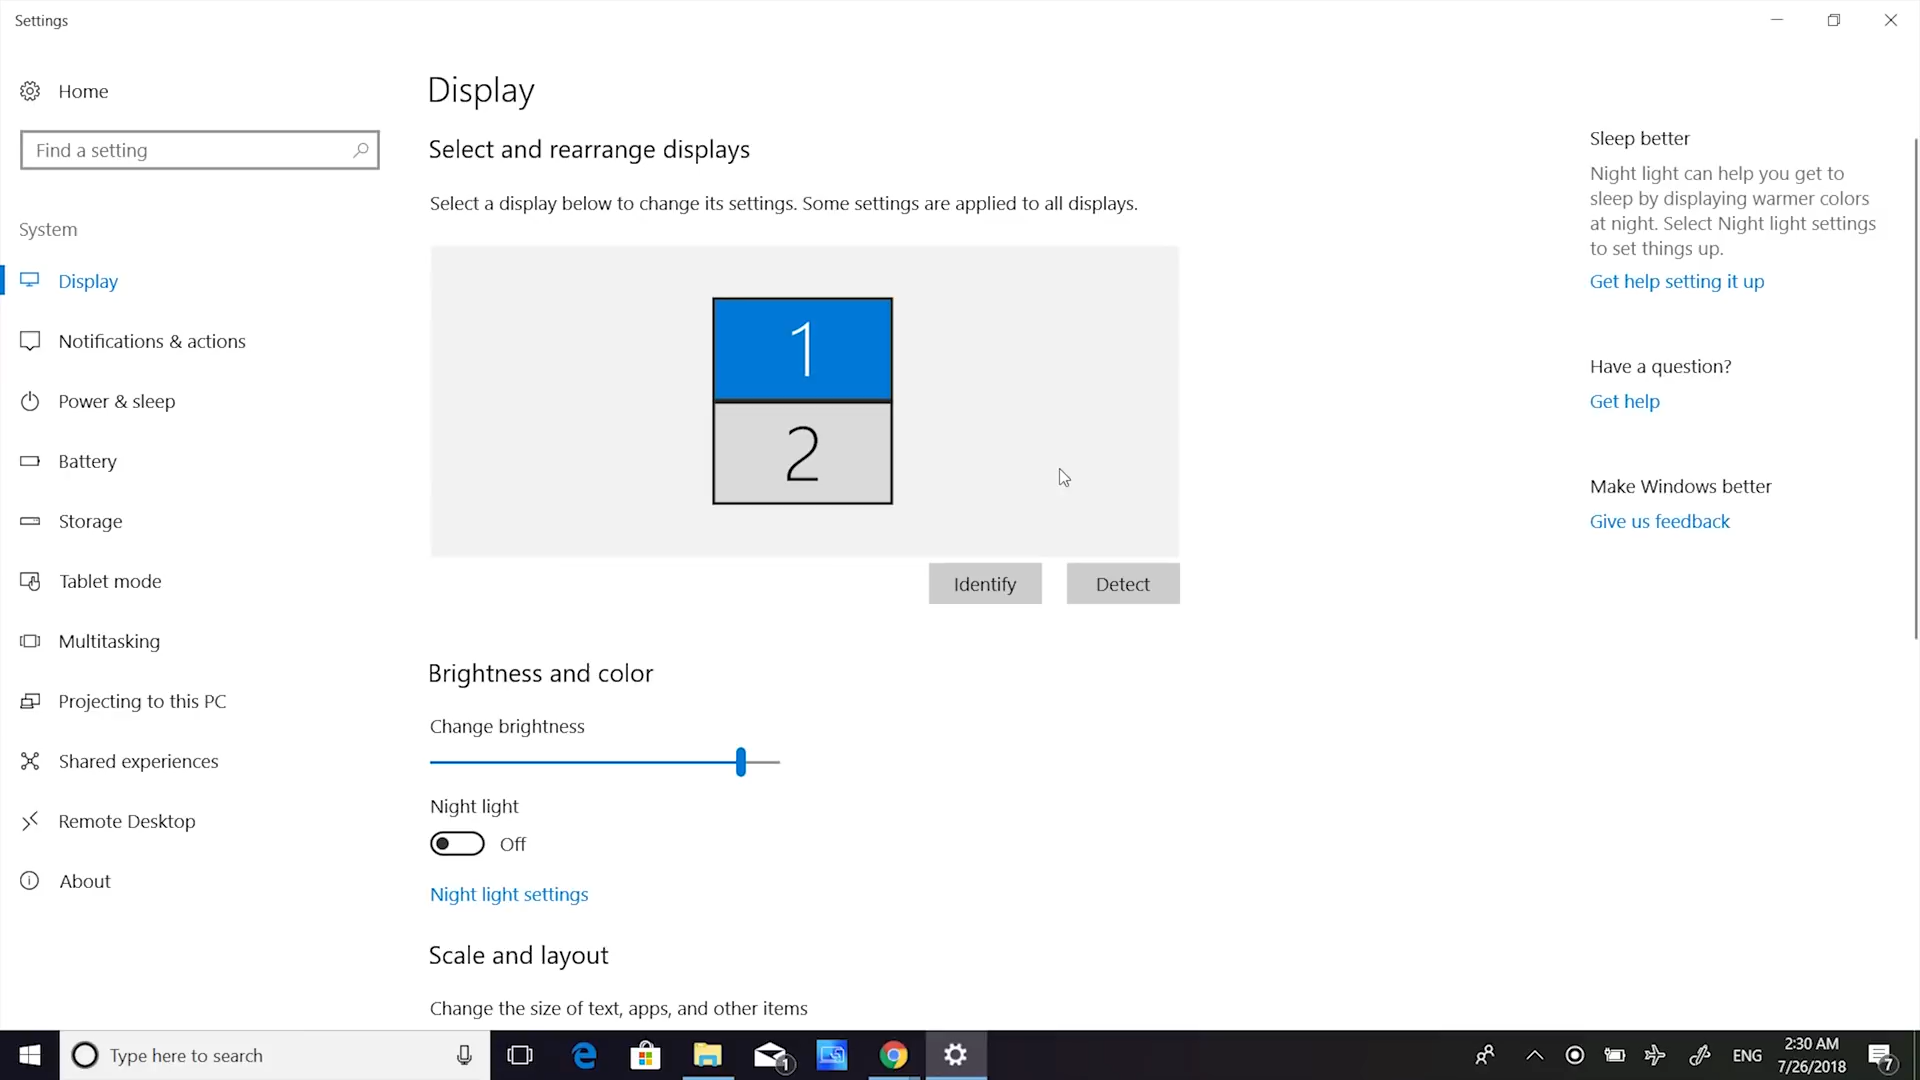 Settings
Home
Find a setting
System
Display
Notifications & actions
Power & sleep
Battery
Storage
Tablet mode
Multitasking
Projecting to this PC
Shared experiences
Remote Desktop
About
Display
Select and rearrange displays
Select a display below to change its settings. Some settings are applied to all displays.
1
2
Identify
Detect
Brightness and color
Change brightness
Night light
Off
Night light settings
Scale and layout
Change the size of text, apps, and other items
Sleep better
Night light can help you get to
sleep by displaying warmer colors
at night. Select Night light settings
to set things up.
Get help setting it up
Have a question?
Get help
Make Windows better
Give us feedback
Type here to search
1
ENG
2:30 AM
7/26/2018
7